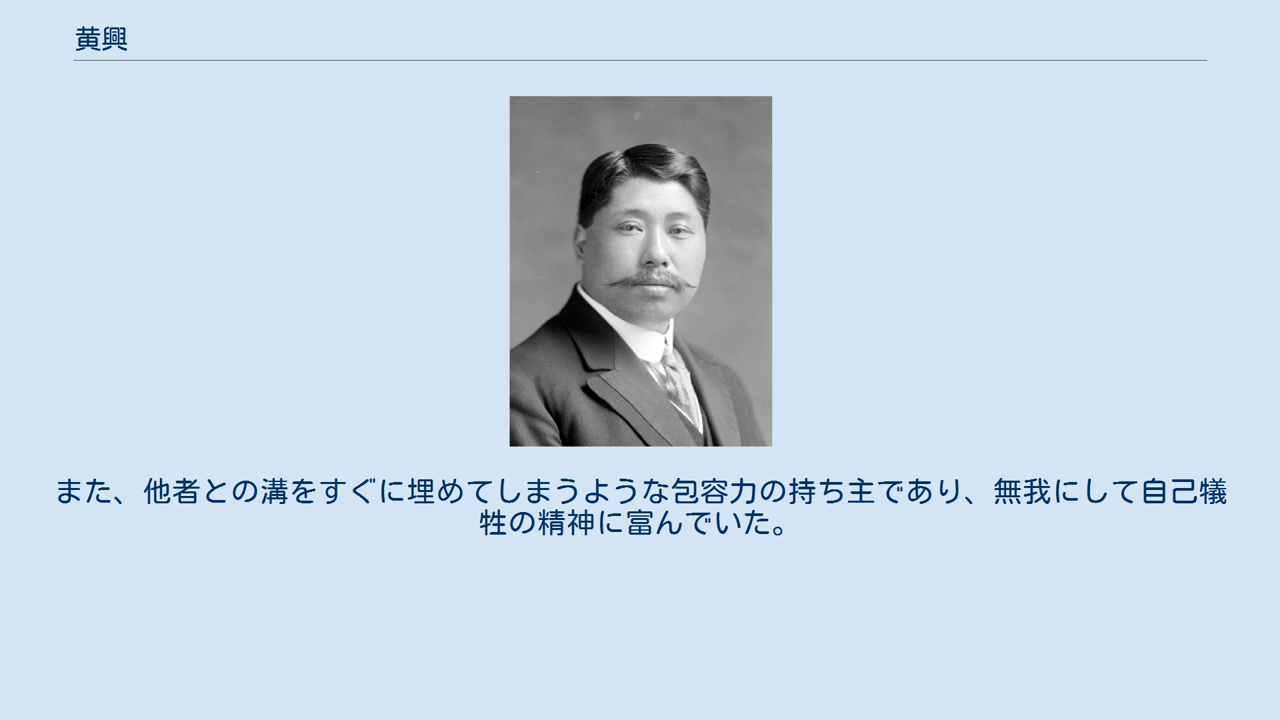 黄興
また、他者との溝をすぐに埋めてしまうような包容力の持ち主であり、無我にして自己犠
牲の精神に富んでいた。